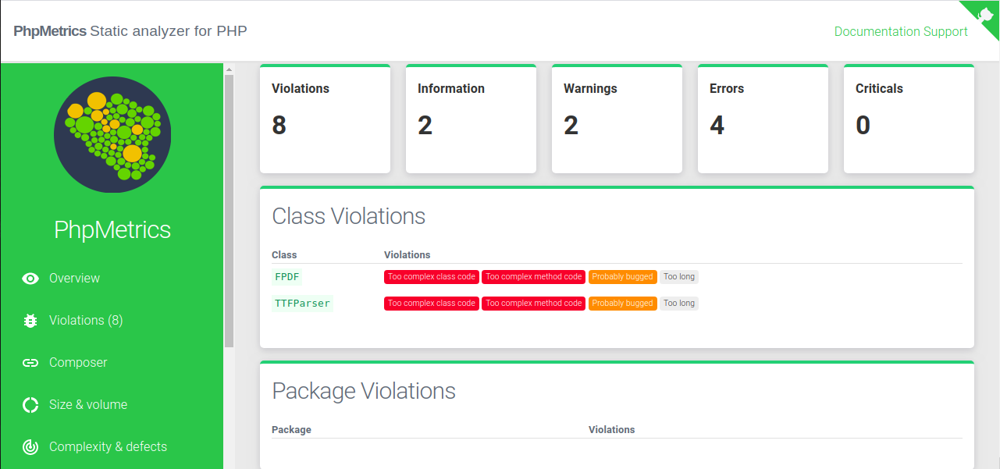 PhpMetrics Static analyzer for PHP
Documentation Support
PhpMetrics
Overview
Violations (8)
Composer
Size & volume
Complexity & defects
Violations Information Warnings Errors Criticals
8 2 2 4 0
Class Violations
Class Violations
FPDF Too complex class code Too complex method code Probably bugged Too long
TTFParser Too complex class code Too complex method code Probably bugged Too long
Package Violations
Package Violations